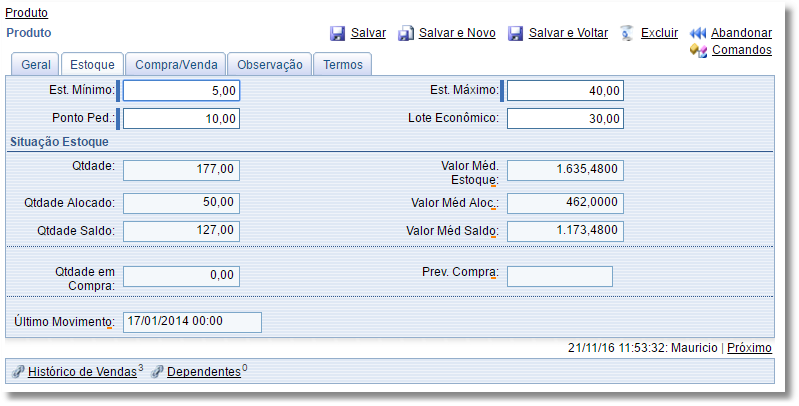 Produto
Produto Salvar Salvar e Novo Salvar e Voltar Excluir Abandonar
Comandos
Geral Estoque Compra/Venda Observação Termos
Est. Mínimo: 5,00 Est. Máximo: 40,00
Ponto Ped.: 10,00 Lote Econômico: 30,00
Situação Estoque
Qtdade: 177,00 Valor Méd. Estoque: 1.635,4800
Qtdade Alocado: 50,00 Valor Méd Aloc.: 462,0000
Qtdade Saldo: 127,00 Valor Méd Saldo: 1.173,4800
Qtdade em Compra: 0,00 Prev. Compra:
Último Movimento: 17/01/2014 00:00
21/11/16 11:53:32: Mauricio | Próximo
Histórico de Vendas 3 Dependentes 0